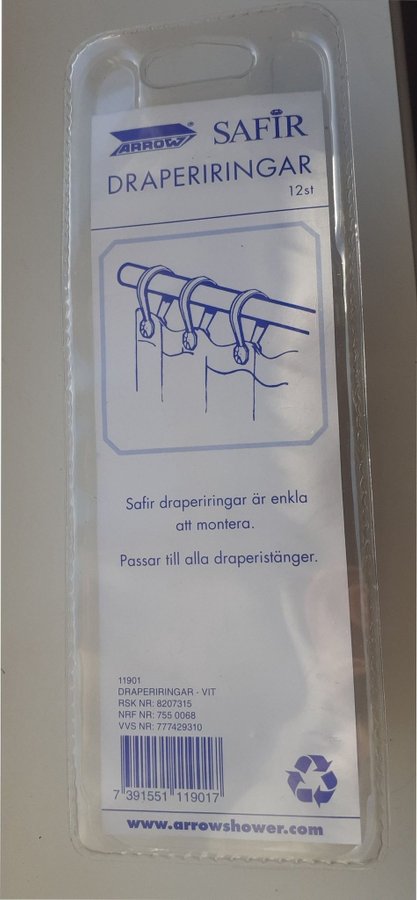 ARROW® SAFIR
DRAPERIRINGAR
12st
Safir draperiringar är enkla
att montera.
Passar till alla draperistänger.
11901
DRAPERIRINGAR - VIT
RSK NR: 8207315
NRF NR: 755 0068
VVS NR: 777429310
7 391551 119017
www.arrowshower.com